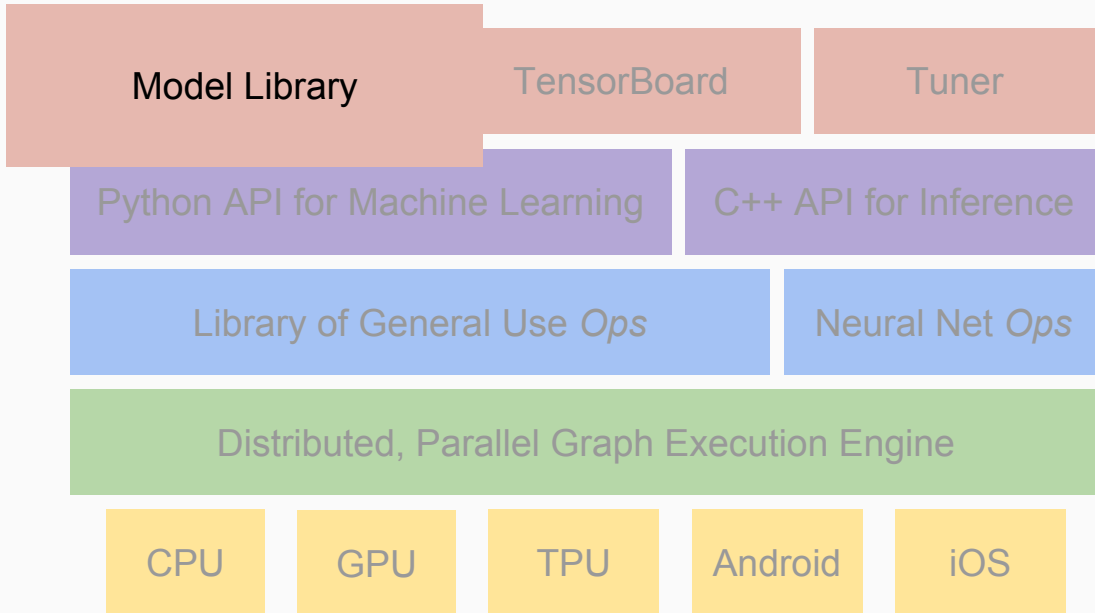 Model Library
TensorBoard
Tuner
Python API for Machine Learning
C++ API for Inference
Library of General Use Ops
Neural Net Ops
Distributed, Parallel Graph Execution Engine
CPU
GPU
TPU
Android
iOS